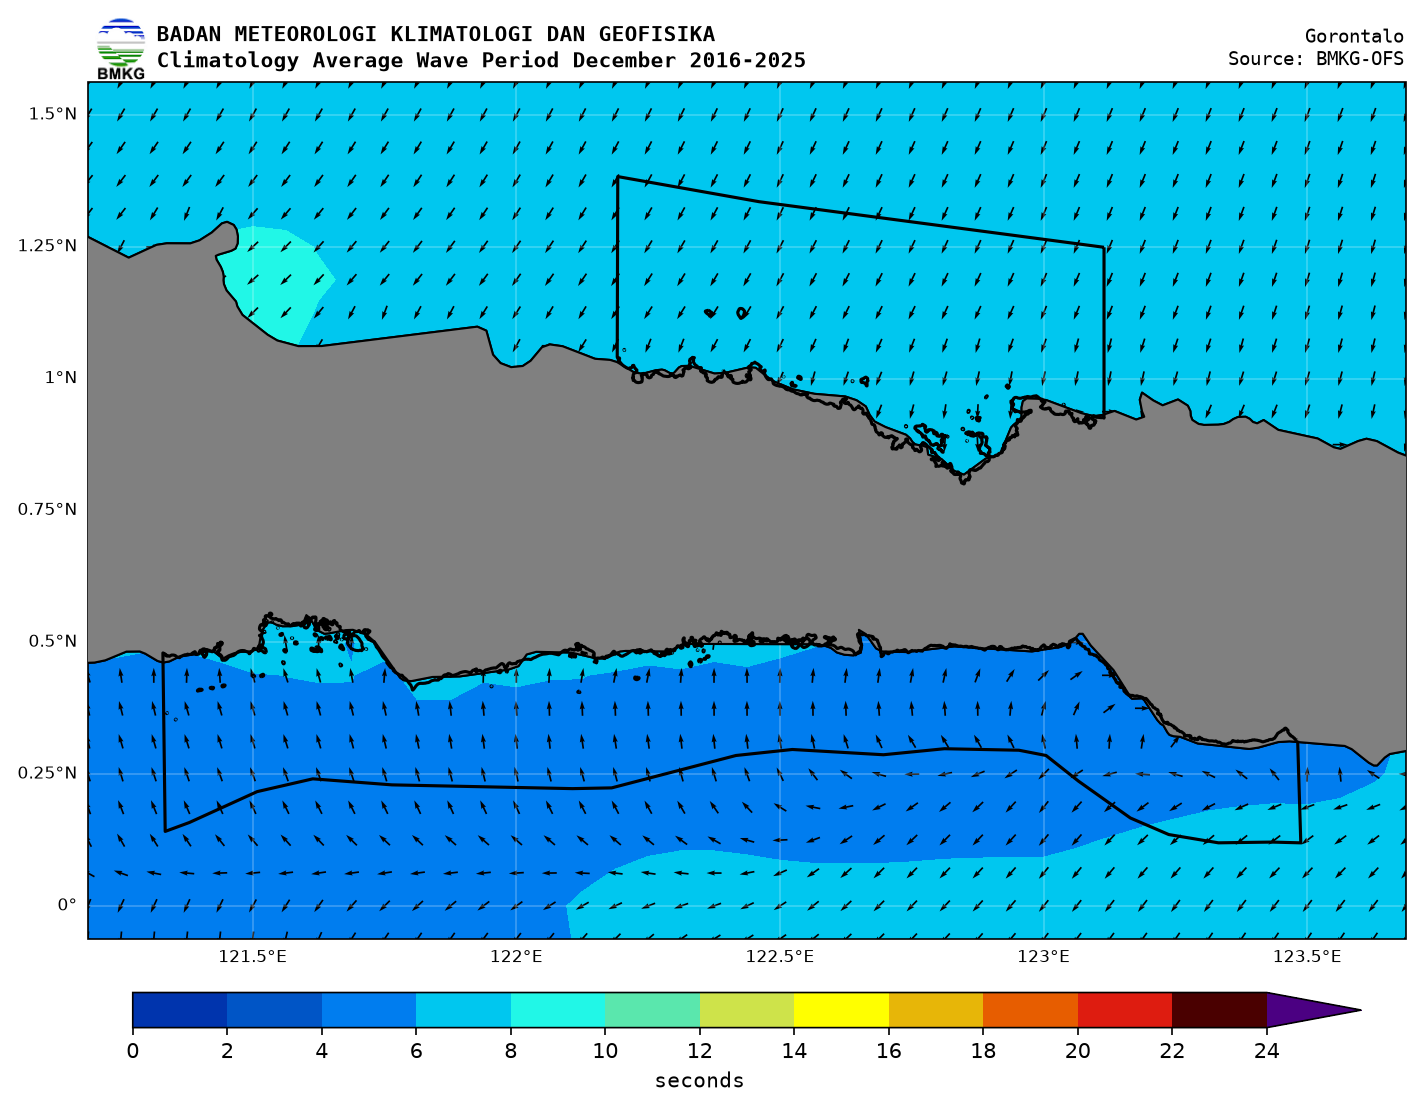 BADAN METEOROLOGI KLIMATOLOGI DAN GEOFISIKA
Climatology Average Wave Period December 2016-2025
BMKG
Gorontalo
Source: BMKG-OFS
1.5°N
1.25°N
1°N
0.75°N
0.5°N
0.25°N
0°
121.5°E 122°E 122.5°E 123°E 123.5°E
0 2 4 6 8 10 12 14 16 18 20 22 24
seconds